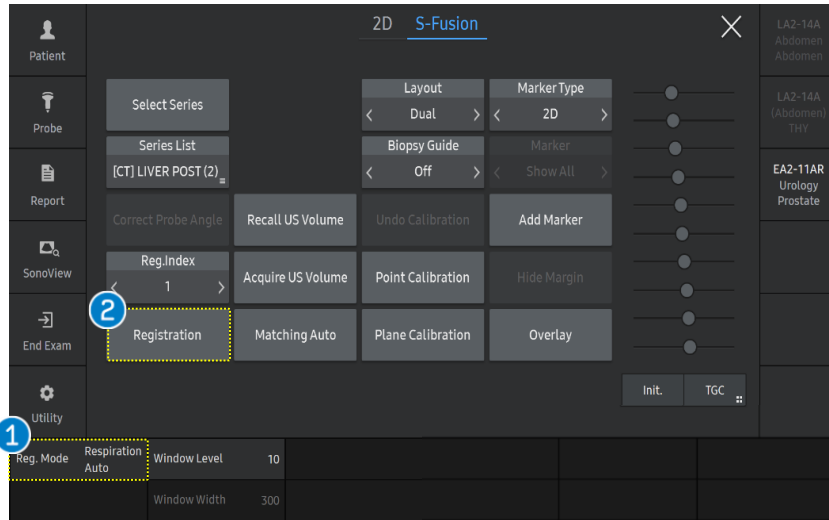 2D S-Fusion
Patient
Probe
Report
SonoView
End Exam
Utility
Select Series
Layout
< Dual >
Marker Type
< 2D >
Series List
[CT] LIVER POST (2)
Biopsy Guide
< Off >
Marker
< Show All >
Correct Probe Angle
Recall US Volume
Undo Calibration
Add Marker
Reg.Index
< 1 >
Acquire US Volume
Point Calibration
Hide Margin
2
Registration
Matching Auto
Plane Calibration
Overlay
Init.
TGC
LA2-14A
Abdomen
Abdomen
LA2-14A
(Abdomen)
THY
EA2-11AR
Urology
Prostate
1
Reg. Mode
Respiration
Auto
Window Level 10
Window Width 300